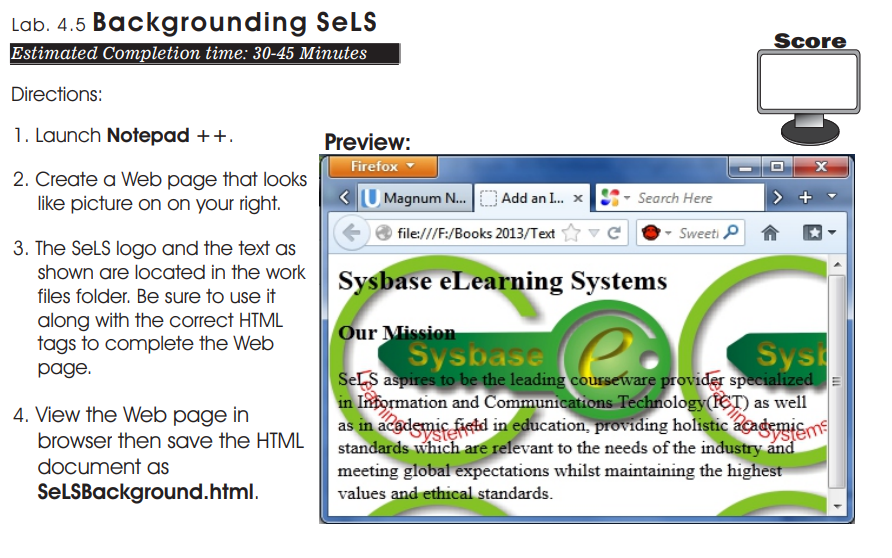 Lab. 4.5 Backgrounding SeLS
Estimated Completion time: 30-45 Minutes
Score
Directions:
1. Launch Notepad ++.
2. Create a Web page that looks
like picture on on your right.
3. The SeLS logo and the text as
shown are located in the work
files folder. Be sure to use it
along with the correct HTML
tags to complete the Web
page.
4. View the Web page in
browser then save the HTML
document as
SeLSBackground.html.
Preview:
Firefox
Magnum N... Add an I... Search Here
file:///F:/Books 2013/Text Sweeti
Sysbase eLearning Systems
Our Mission
SeLS aspires to be the leading courseware provider specialized
in Information and Communications Technology(ICT) as well
as in academic field in education, providing holistic academic
standards which are relevant to the needs of the industry and
meeting global expectations whilst maintaining the highest
values and ethical standards.
Sysbase e
Learning Systems
Sysb
Learning Systems